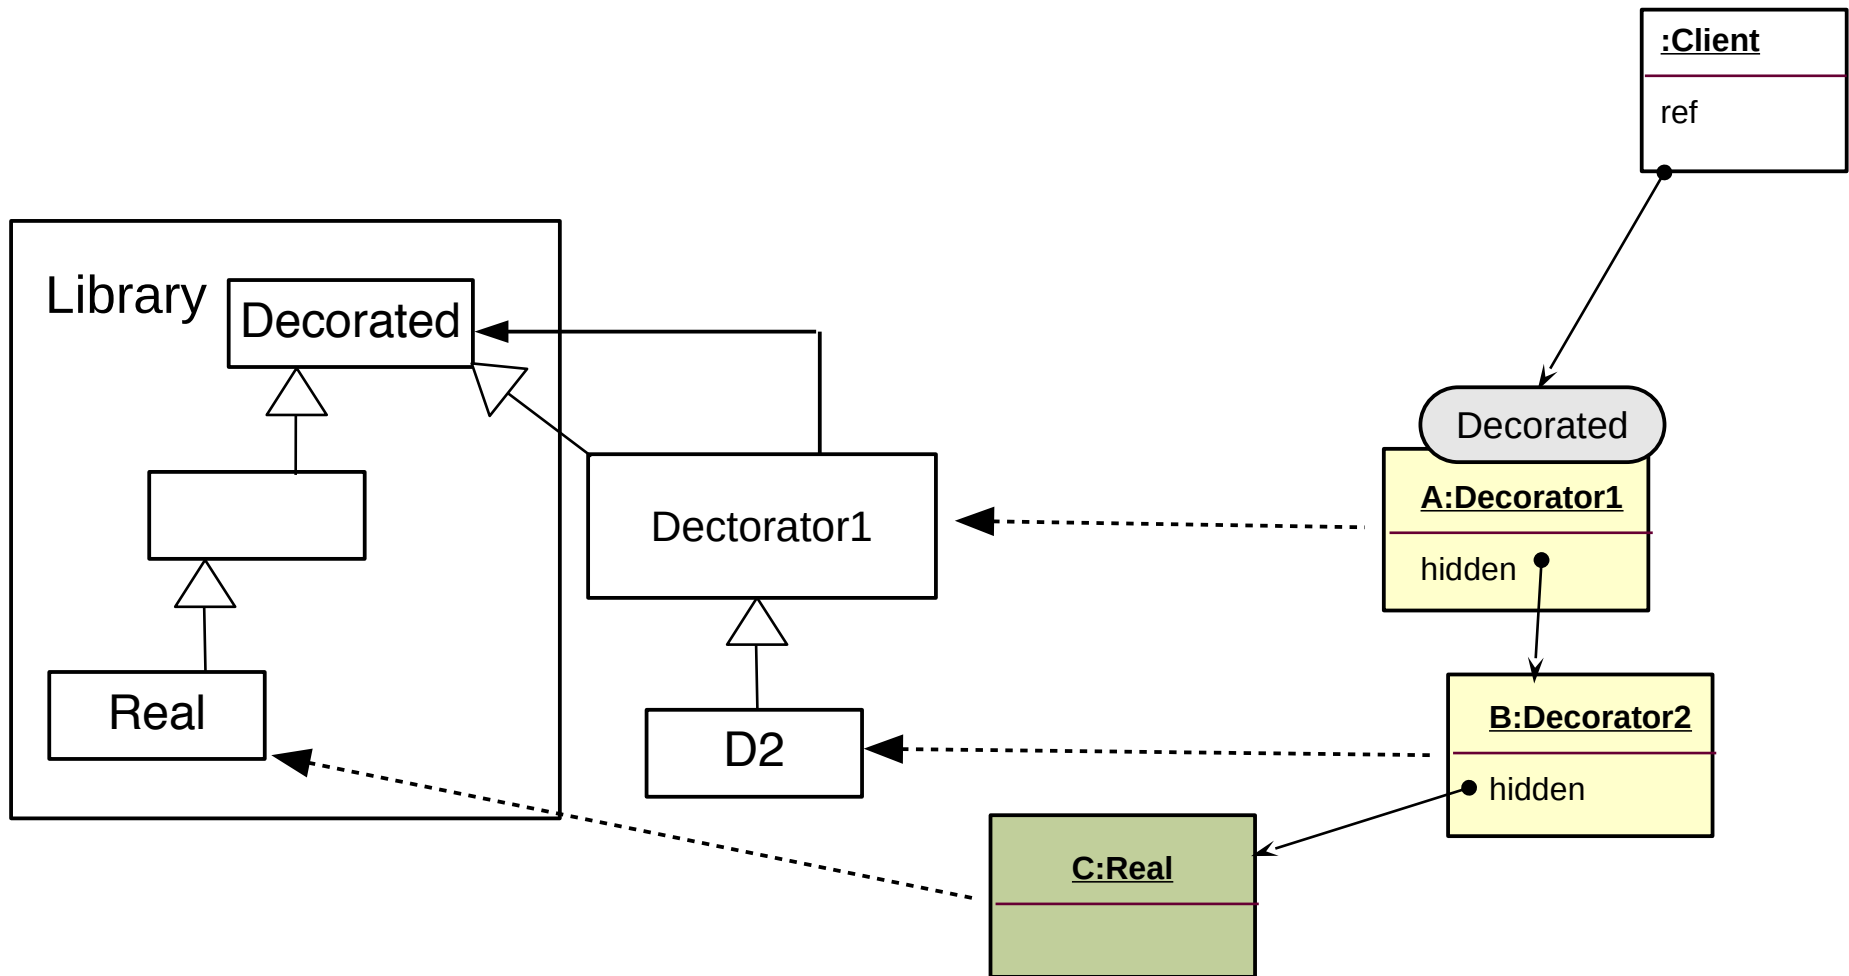 :Client
ref
Library
Decorated
Decorated
A:Decorator1
Dectorator1
hidden
Real
B:Decorator2
D2
hidden
C:Real